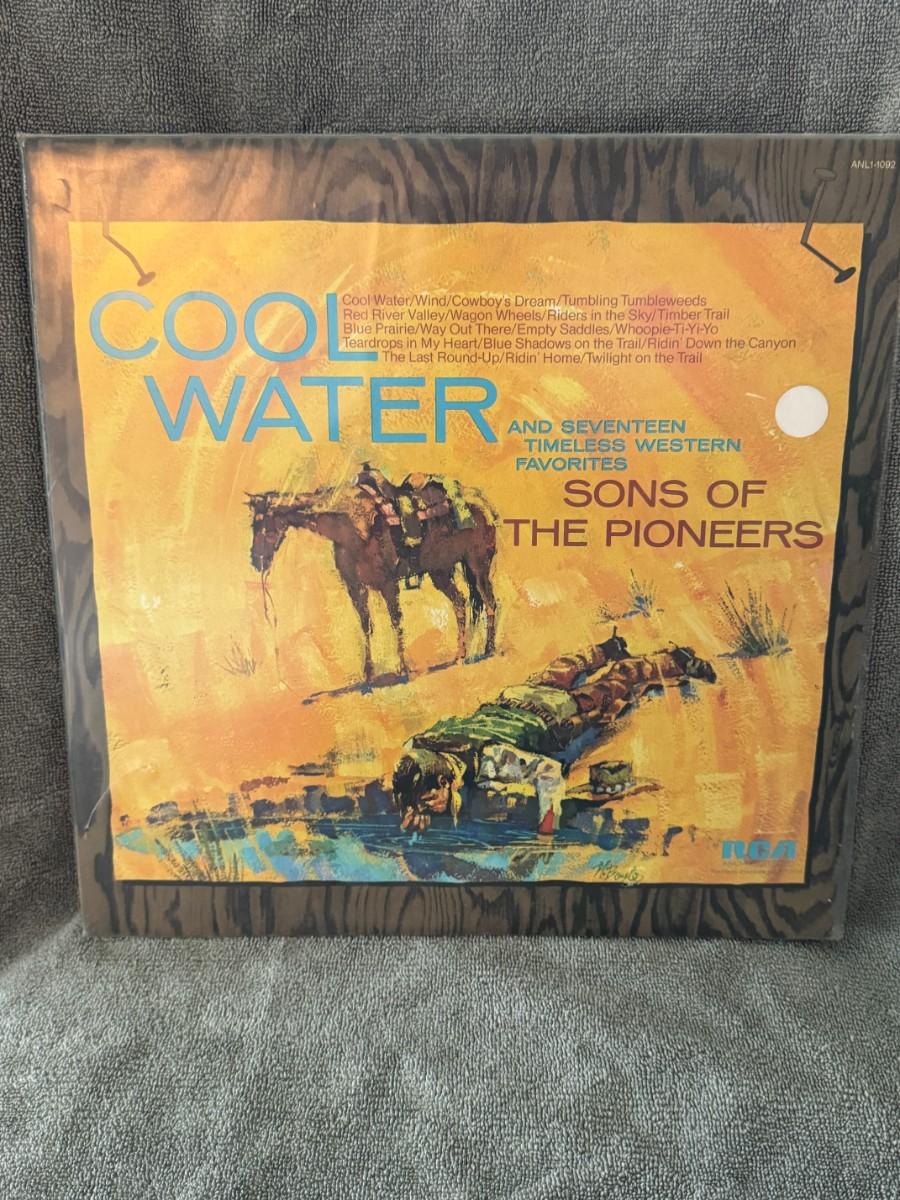 ANL1-1092
COOL
Cool Water/Wind/Cowboy's Dream/Tumbling Tumbleweeds
Red River Valley/Wagon Wheels/Riders in the Sky/Timber Trail
Blue Prairie/Way Out There/Empty Saddles/Whoopie-Ti-Yi-Yo
Teardrops in My Heart/Blue Shadows on the Trail/Ridin' Down the Canyon
The Last Round-Up/Ridin' Home/Twilight on the Trail
WATER
AND SEVENTEEN
TIMELESS WESTERN
FAVORITES
SONS OF
THE PIONEERS
RCA